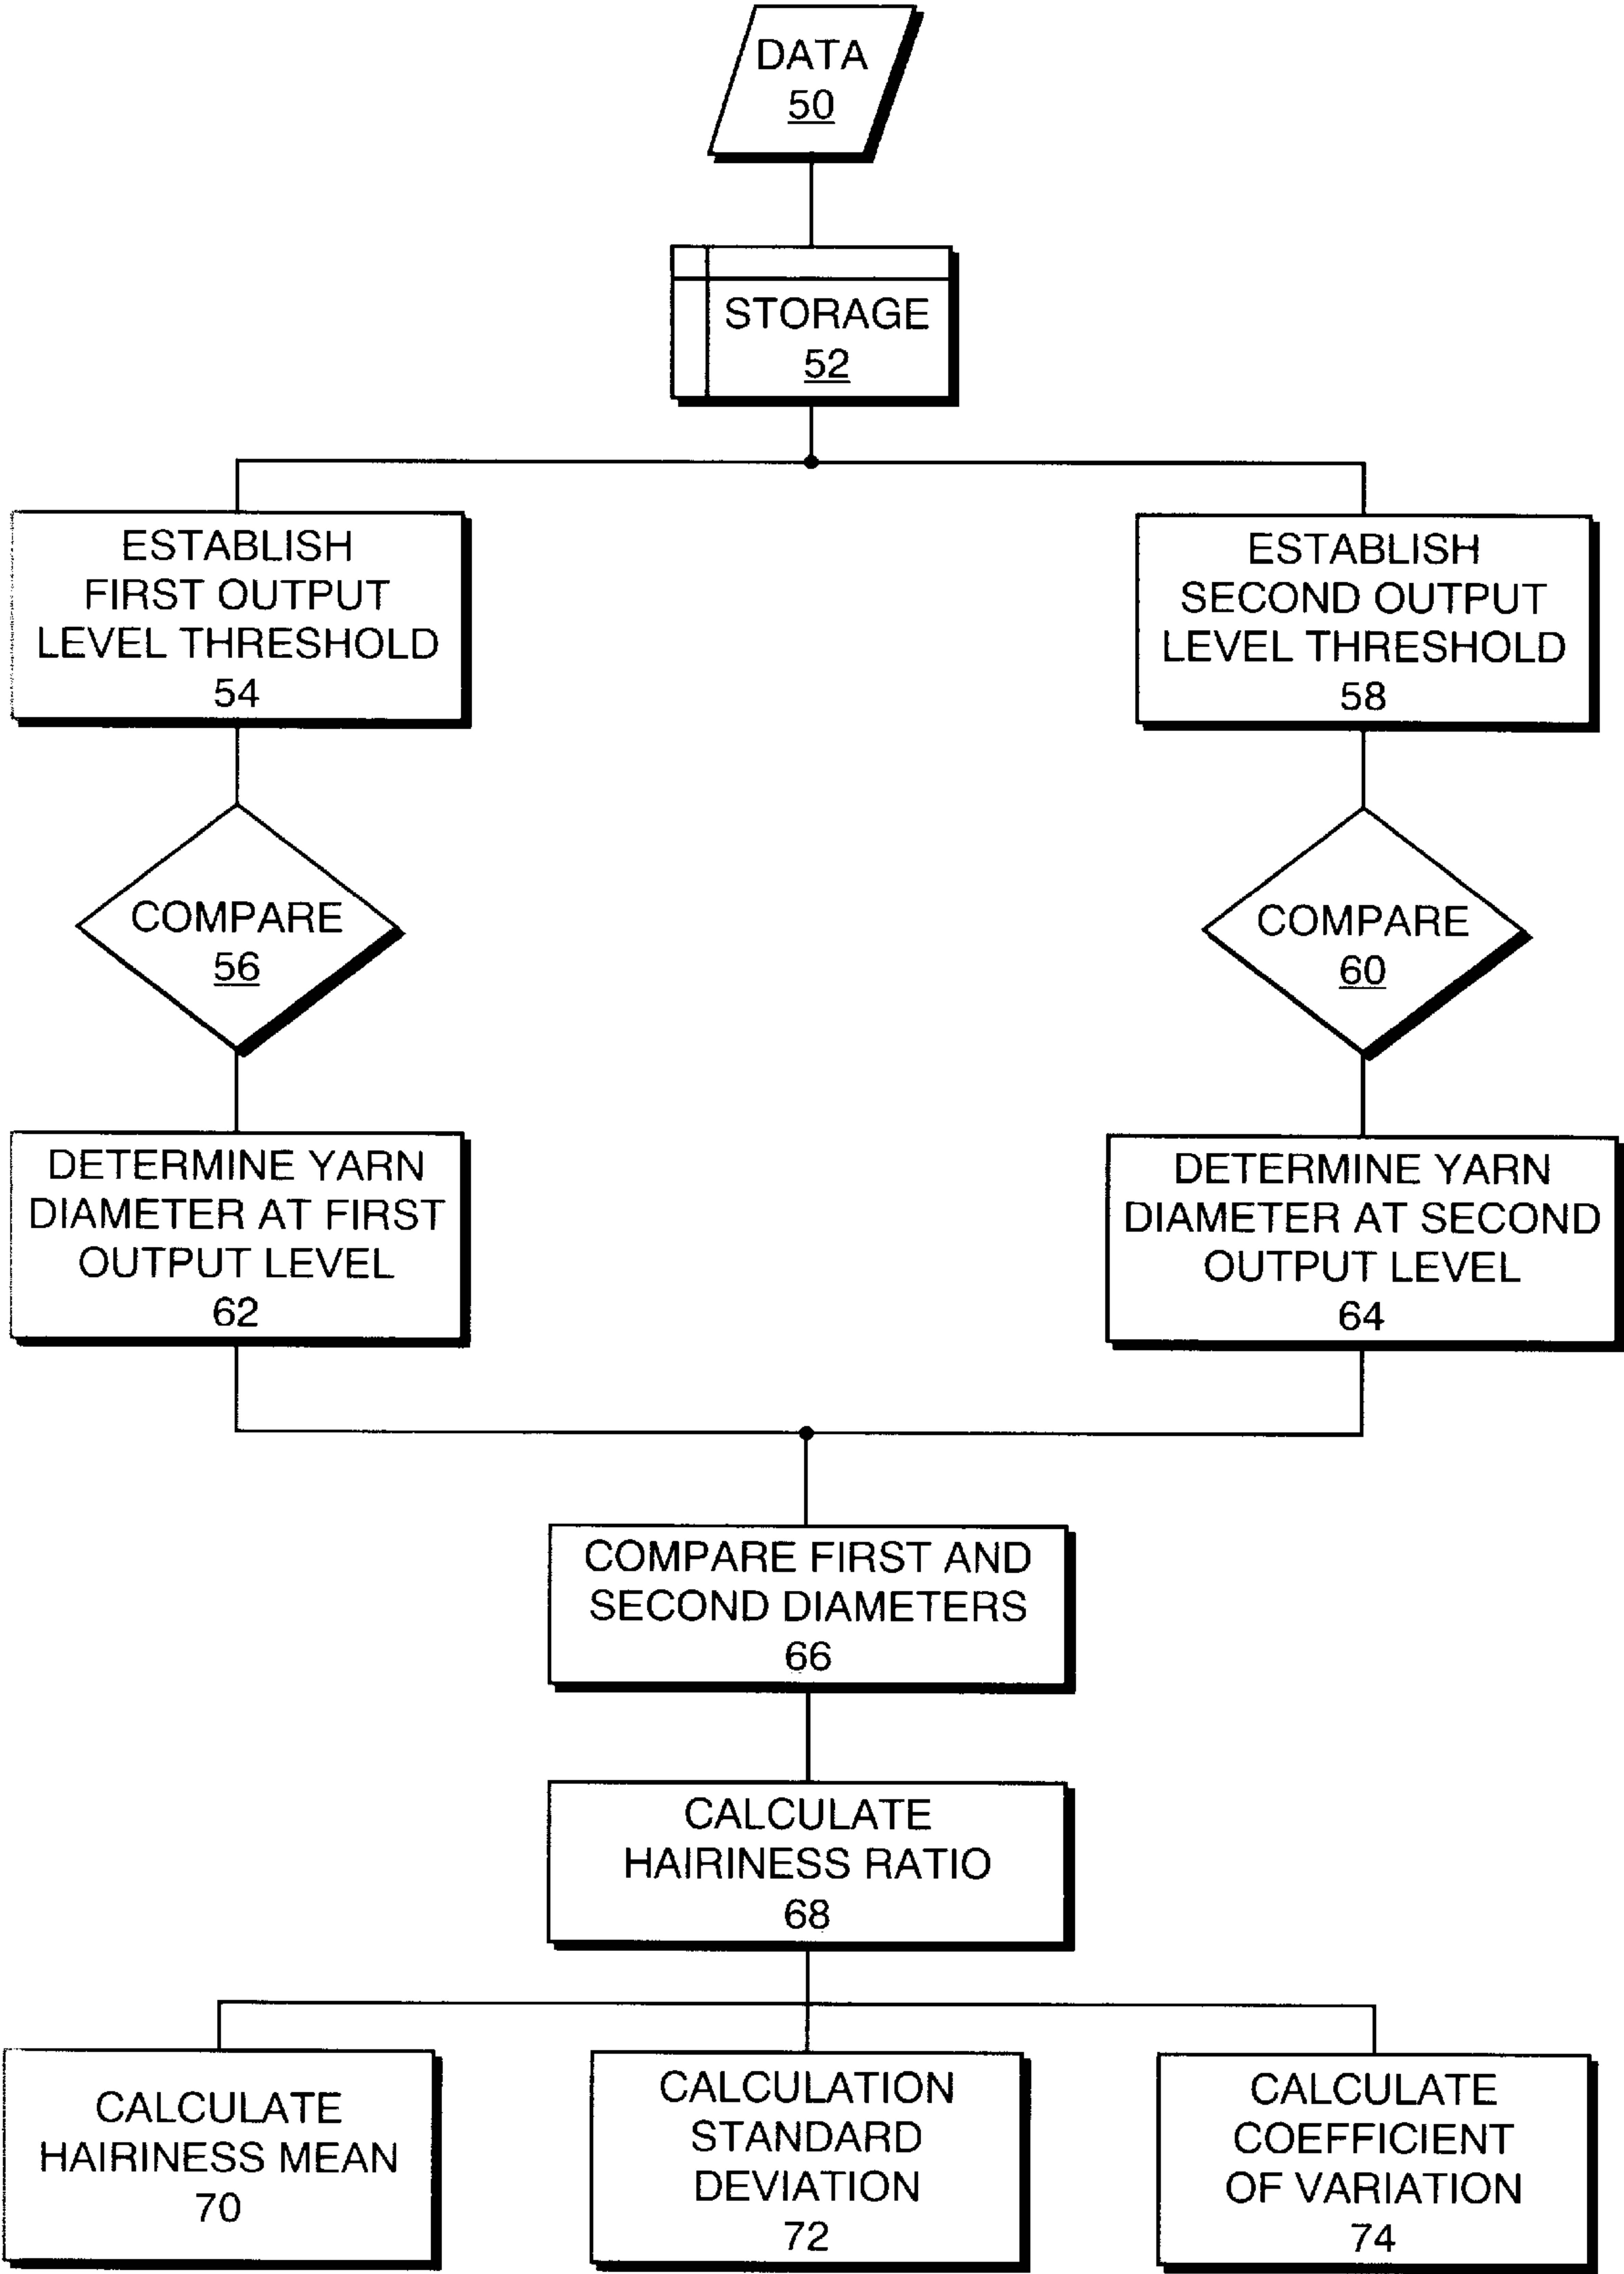 DATA
50
STORAGE
52
ESTABLISH
FIRST OUTPUT
LEVEL THRESHOLD
54
ESTABLISH
SECOND OUTPUT
LEVEL THRESHOLD
58
COMPARE
56
COMPARE
60
DETERMINE YARN
DIAMETER AT FIRST
OUTPUT LEVEL
62
DETERMINE YARN
DIAMETER AT SECOND
OUTPUT LEVEL
64
COMPARE FIRST AND
SECOND DIAMETERS
66
CALCULATE
HAIRINESS RATIO
68
CALCULATE
HAIRINESS MEAN
70
CALCULATION
STANDARD
DEVIATION
72
CALCULATE
COEFFICIENT
OF VARIATION
74